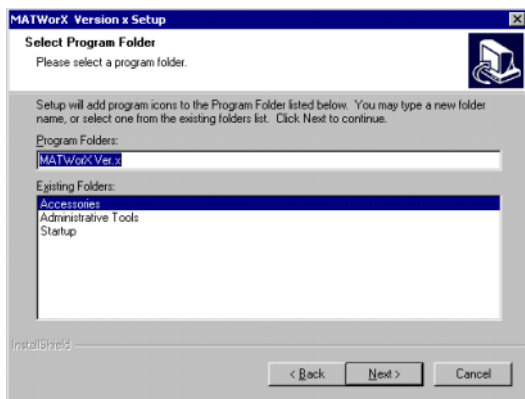 MATWorX Version x Setup
Select Program Folder
Please select a program folder.
Setup will add program icons to the Program Folder listed below. You may type a new folder
name, or select one from the existing folders list. Click Next to continue.
Program Folders:
MATWorX Ver.x
Existing Folders:
Accessories
Administrative Tools
Startup
InstallShield
< Back
Next >
Cancel